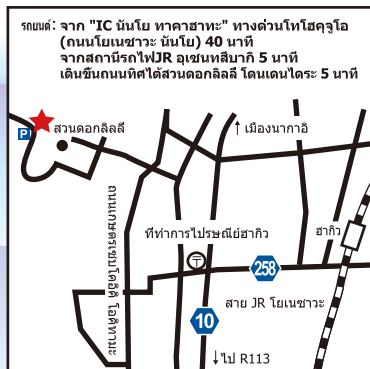 รถยนต์: จาก "IC นันโย ทาคาฮาทะ" ทางด่วนโทโฮคุจูโอ
(ถนนโยเนซาวะ นันโย) 40 นาที
จากสถานีรถไฟJR อุเซนทสึบากิ 5 นาที
เดินขึ้นถนนทิศใต้สวนดอกลิลลี่ โดนเดนไดระ 5 นาที
P
สวนดอกลิลลี่
↑ เมืองนากาอิ
ที่ทำการไปรษณีย์ฮากิว
ฮากิว
258
10
สาย JR โยเนซาวะ
↓ไป R113